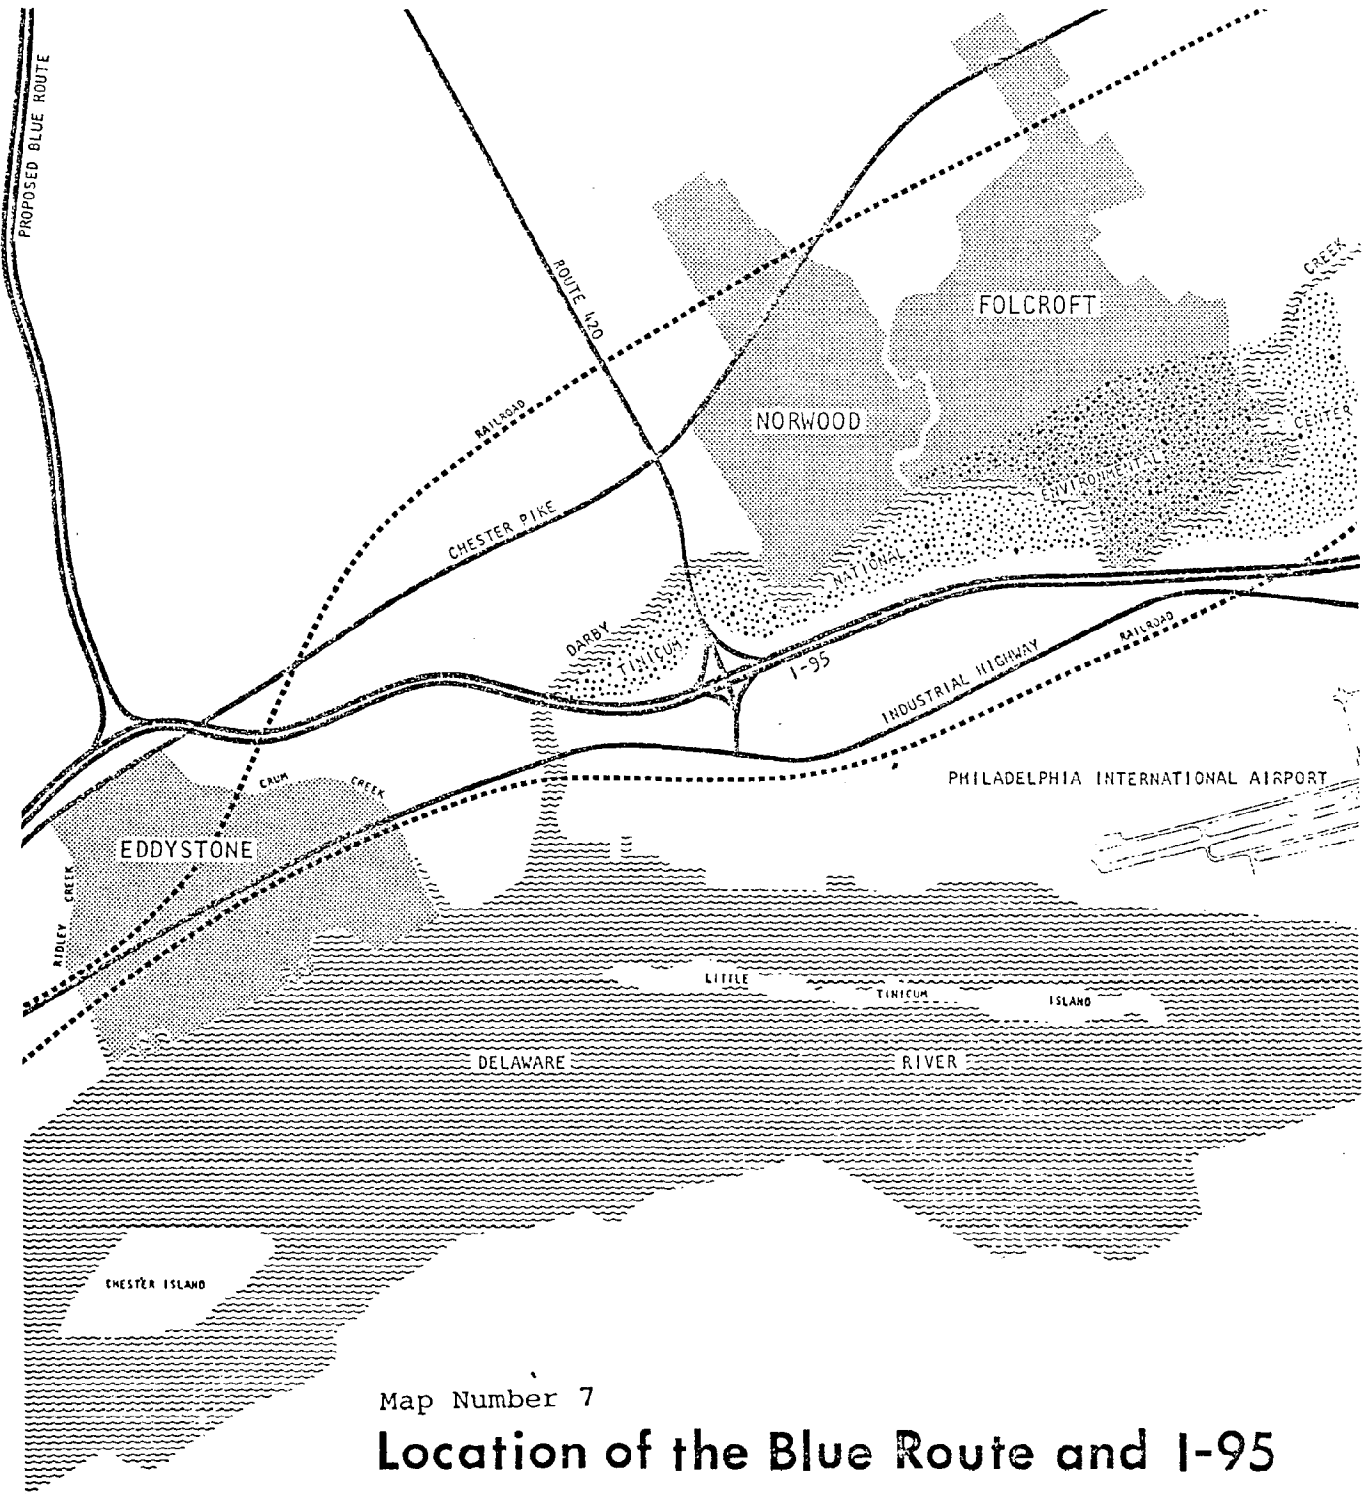 PROPOSED BLUE ROUTE
ROUTE 420
CREEK
FOLCROFT
RAILROAD
NORWOOD
CENTER
ENVIRONMENTAL
CHESTER PIKE
NATIONAL
DARBY
TINICUM
I-95
RAILROAD
INDUSTRIAL HIGHWAY
CRUM
CREEK
PHILADELPHIA INTERNATIONAL AIRPORT
EDDYSTONE
RIDLEY CREEK
LITTLE
TINICUM
ISLAND
DELAWARE
RIVER
CHESTER ISLAND
Map Number 7
Location of the Blue Route and I-95